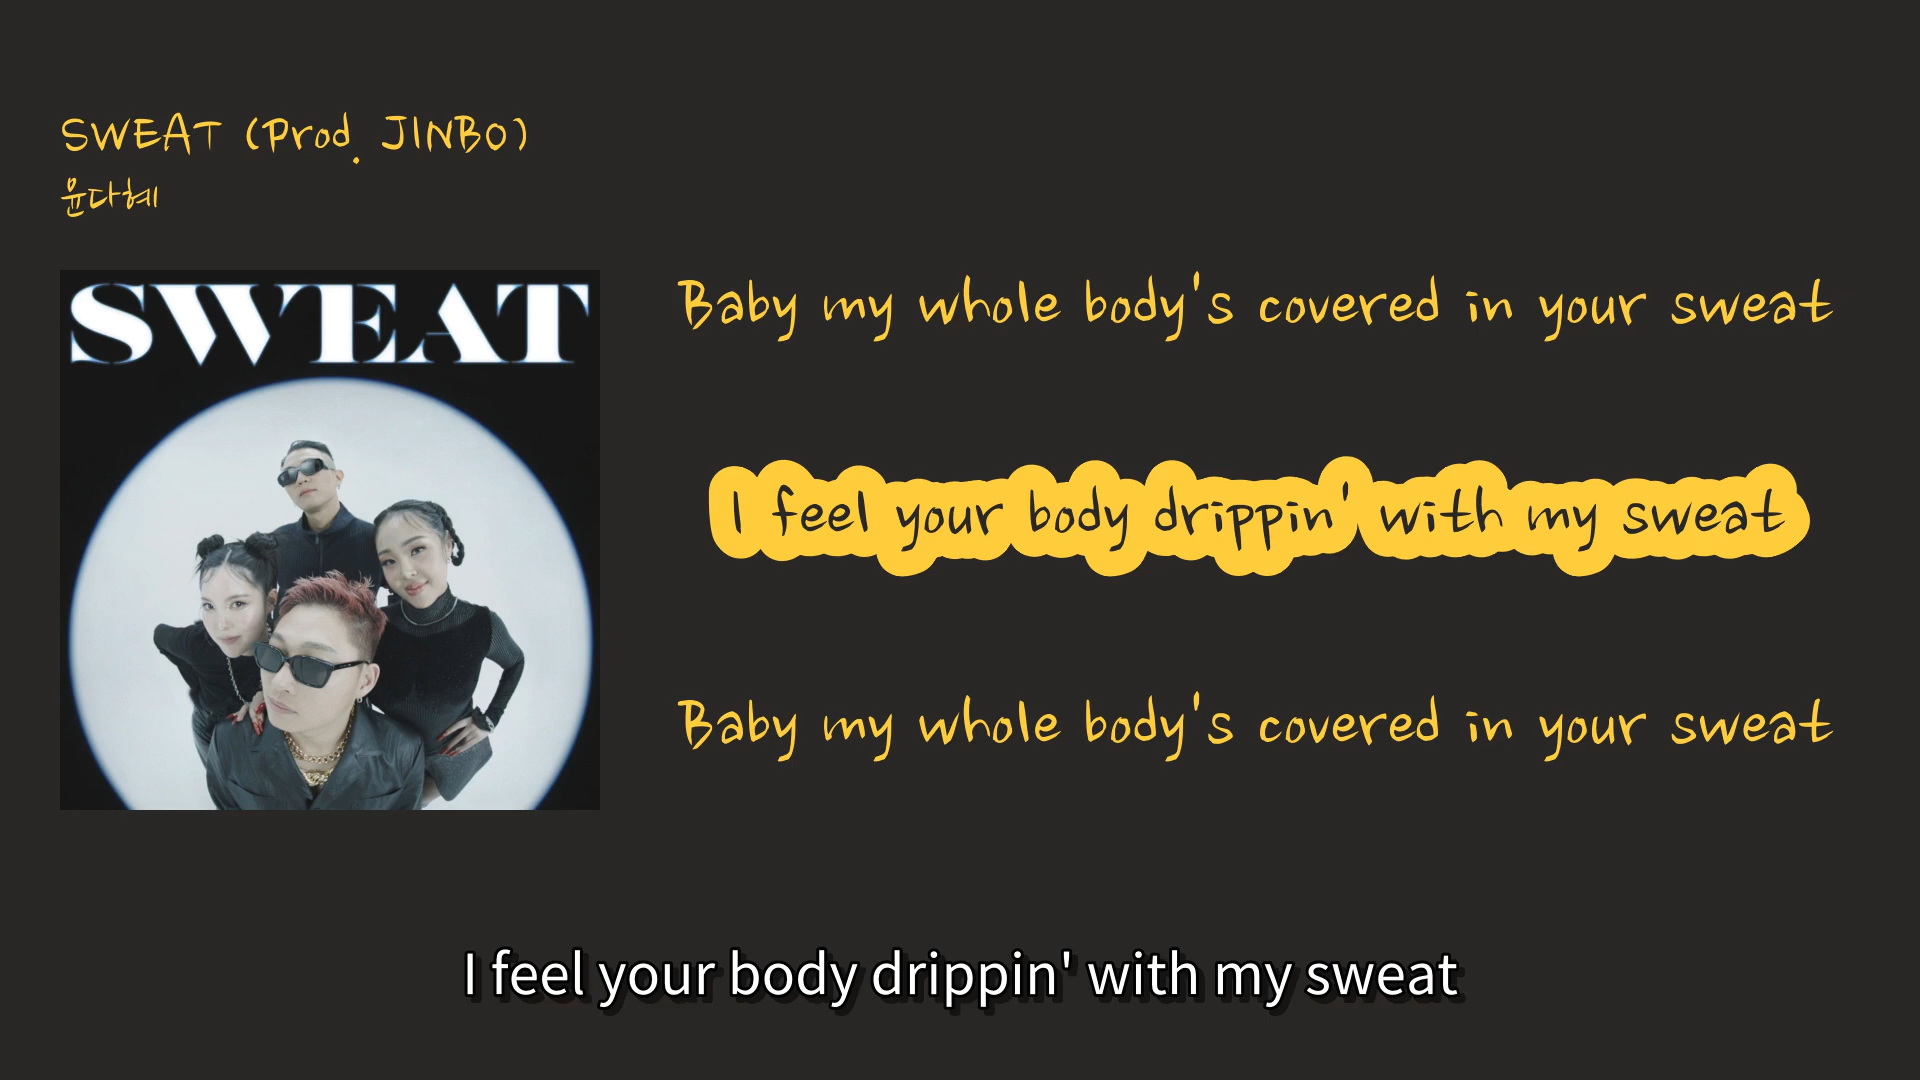 SWEAT (Prod. JINBO)
윤다혜
SWEAT
Baby my whole body's covered in your sweat
I feel your body drippin' with my sweat
Baby my whole body's covered in your sweat
I feel your body drippin' with my sweat